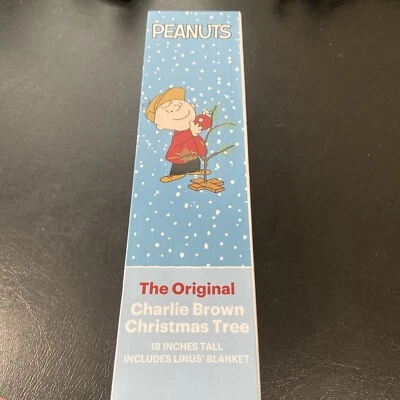 PEANUTS
The Original
Charlie Brown
Christmas Tree
18 INCHES TALL
INCLUDES LINUS' BLANKET